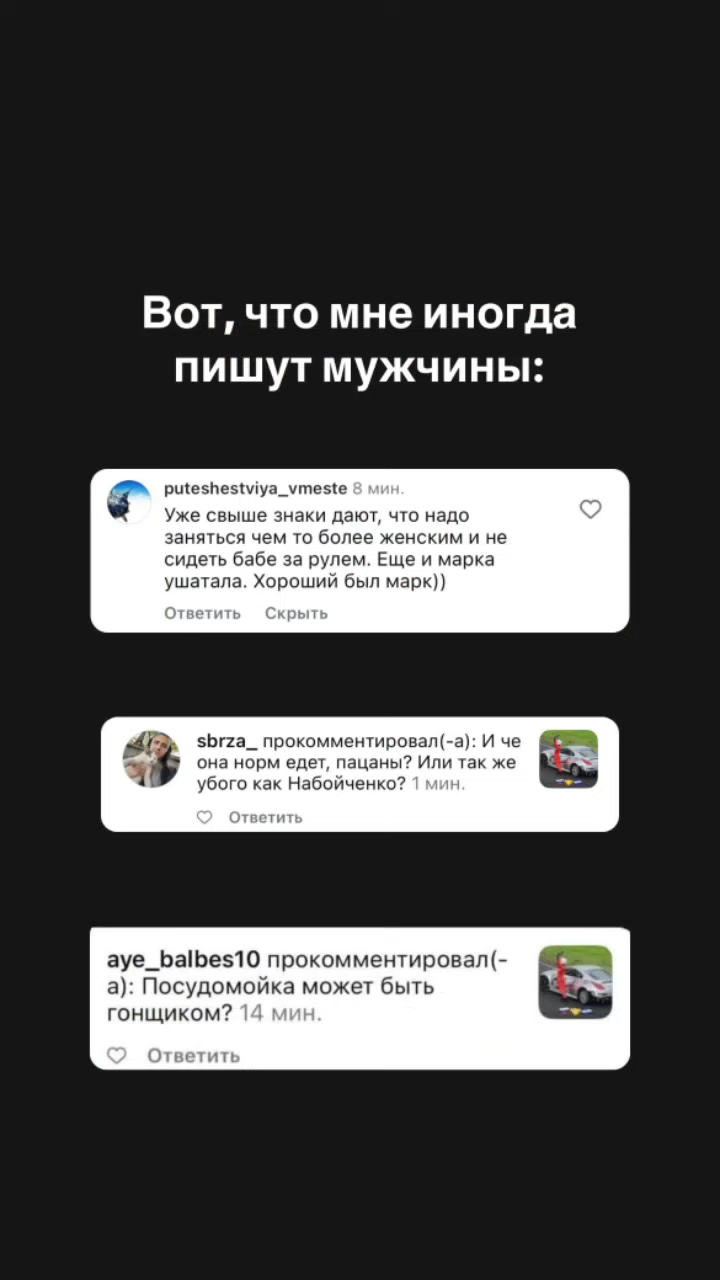 Вот, что мне иногда
пишут мужчины:
puteshestviya_vmeste 8 мин.
Уже свыше знаки дают, что надо
заняться чем то более женским и не
сидеть бабе за рулем. Еще и марка
ушатала. Хороший был марк))
Ответить Скрыть
sbrza_ прокомментировал(-а): И че
она норм едет, пацаны? Или так же
убого как Набойченко? 1 мин.
Ответить
aye_balbes10 прокомментировал(-
а): Посудомойка может быть
гонщиком? 14 мин.
Ответить